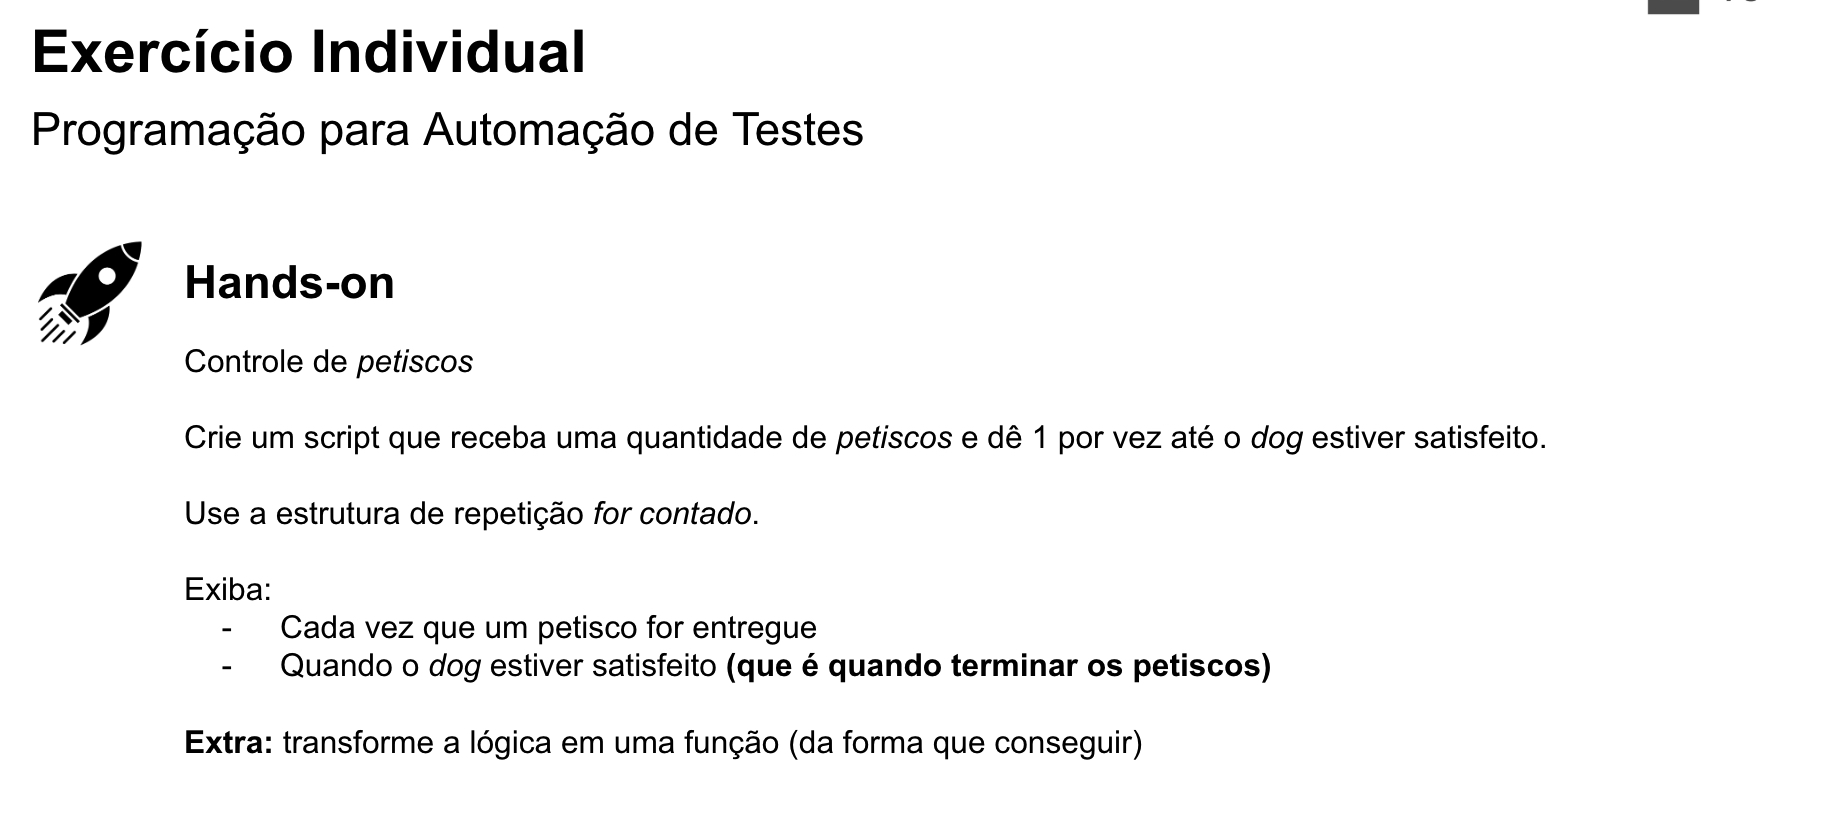 Exercício Individual
Programação para Automação de Testes
Hands-on
Controle de petiscos
Crie um script que receba uma quantidade de petiscos e dê 1 por vez até o dog estiver satisfeito.
Use a estrutura de repetição for contado.
Exiba:
- Cada vez que um petisco for entregue
- Quando o dog estiver satisfeito (que é quando terminar os petiscos)
Extra: transforme a lógica em uma função (da forma que conseguir)